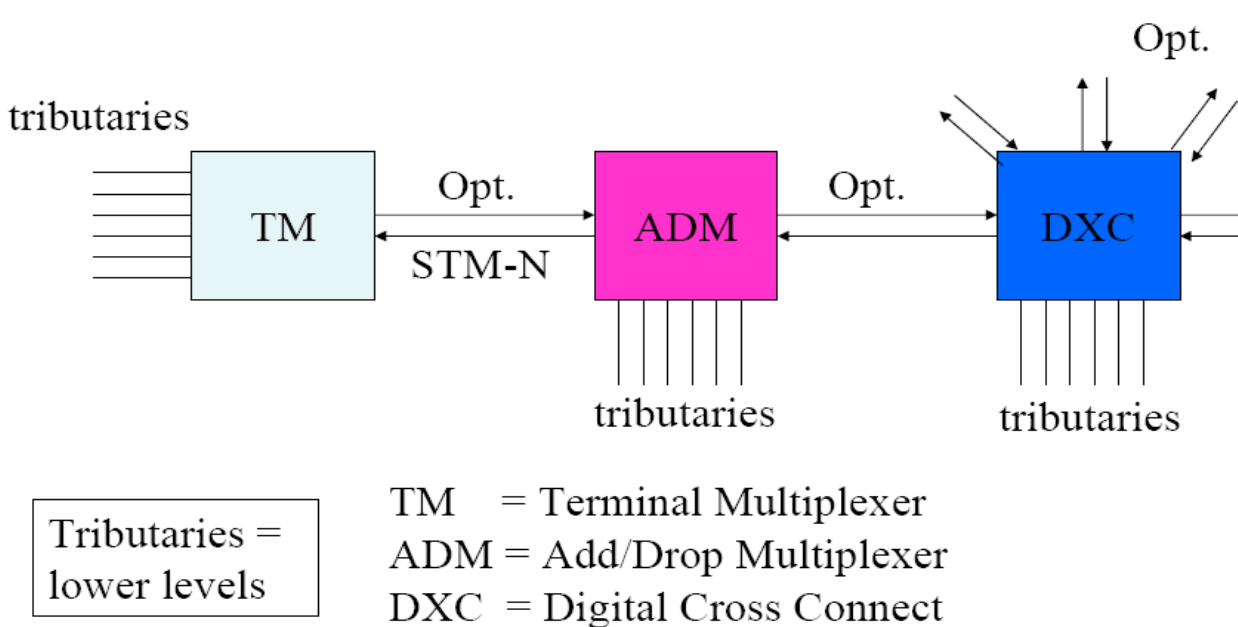 Opt.
tributaries
Opt.
Opt.
TM
ADM
DXC
STM-N
tributaries
tributaries
Tributaries =
lower levels
TM = Terminal Multiplexer
ADM = Add/Drop Multiplexer
DXC = Digital Cross Connect